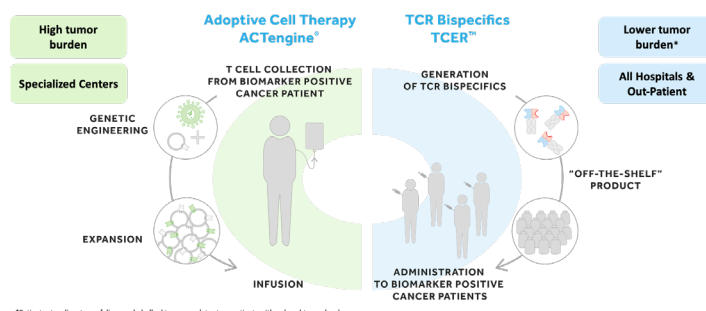 High tumor
burden
Specialized Centers
Adoptive Cell Therapy
ACTengine®
TCR Bispecifics
TCER™
Lower tumor
burden*
All Hospitals &
Out-Patient
T CELL COLLECTION
FROM BIOMARKER POSITIVE
CANCER PATIENT
GENETIC
ENGINEERING
EXPANSION
INFUSION
GENERATION
OF TCR BISPECIFICS
“OFF-THE-SHELF”
PRODUCT
ADMINISTRATION
TO BIOMARKER POSITIVE
CANCER PATIENTS